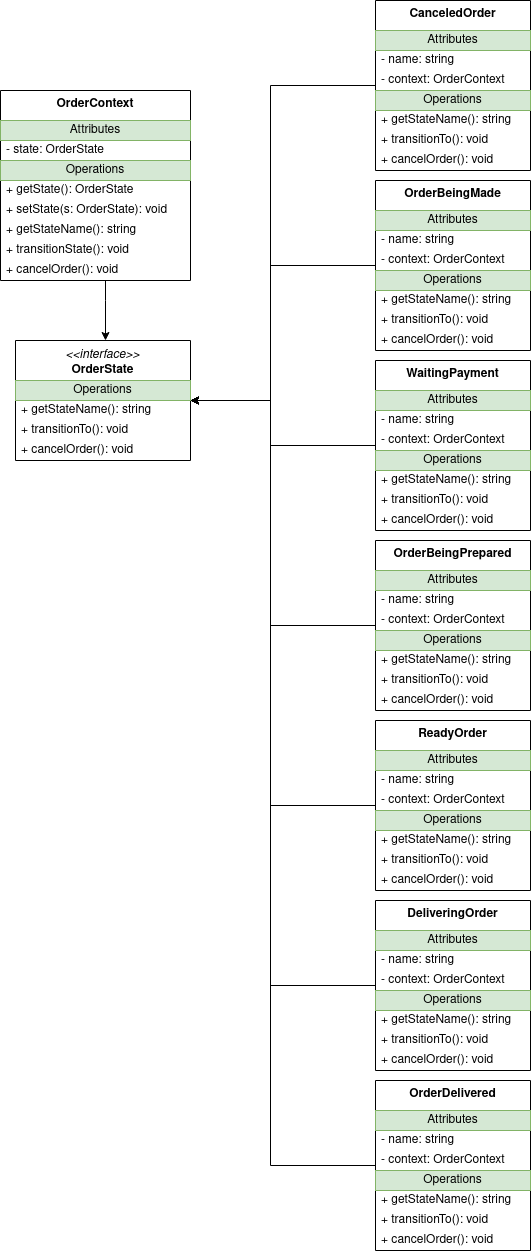 OrderContext
Attributes
- state: OrderState
Operations
+ getState(): OrderState
+ setState(s: OrderState): void
+ getStateName(): string
+ transitionState(): void
+ cancelOrder(): void
<<interface>>
OrderState
Operations
+ getStateName(): string
+ transitionTo(): void
+ cancelOrder(): void
CanceledOrder
Attributes
- name: string
- context: OrderContext
Operations
+ getStateName(): string
+ transitionTo(): void
+ cancelOrder(): void
OrderBeingMade
Attributes
- name: string
- context: OrderContext
Operations
+ getStateName(): string
+ transitionTo(): void
+ cancelOrder(): void
WaitingPayment
Attributes
- name: string
- context: OrderContext
Operations
+ getStateName(): string
+ transitionTo(): void
+ cancelOrder(): void
OrderBeingPrepared
Attributes
- name: string
- context: OrderContext
Operations
+ getStateName(): string
+ transitionTo(): void
+ cancelOrder(): void
ReadyOrder
Attributes
- name: string
- context: OrderContext
Operations
+ getStateName(): string
+ transitionTo(): void
+ cancelOrder(): void
DeliveringOrder
Attributes
- name: string
- context: OrderContext
Operations
+ getStateName(): string
+ transitionTo(): void
+ cancelOrder(): void
OrderDelivered
Attributes
- name: string
- context: OrderContext
Operations
+ getStateName(): string
+ transitionTo(): void
+ cancelOrder(): void